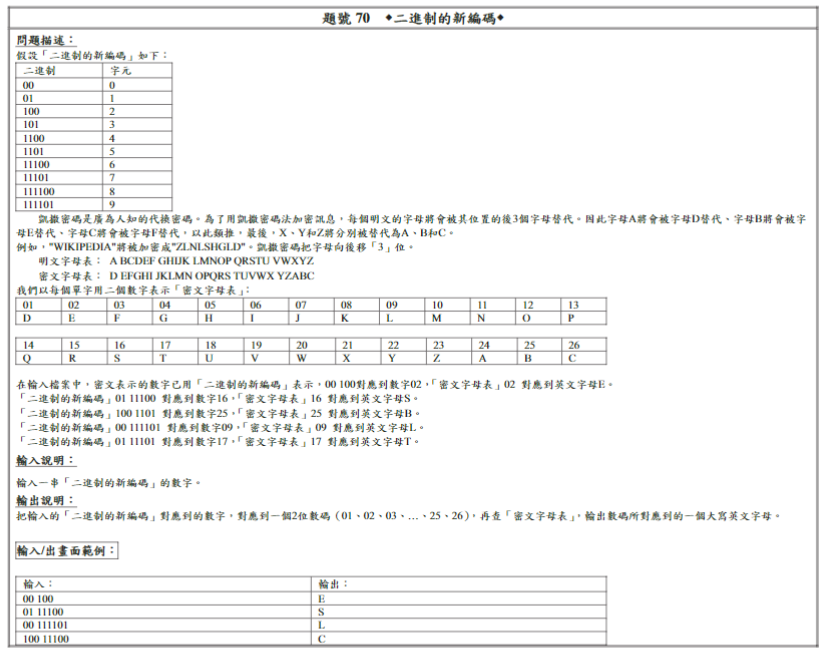 題號 70 ◆二進制的新編碼◆
問題描述：
假設「二進制的新編碼」如下：
二進制 字元
00 0
01 1
100 2
101 3
1100 4
1101 5
11100 6
11101 7
111100 8
111101 9
凱撒密碼是廣為人知的代換密碼。為了用凱撒密碼法加密訊息，每個明文的字母將會被其位置的後3個字母替代。因此字母A將會被字母D替代、字母B將會被字
母E替代、字母C將會被字母F替代，以此類推，最後，X、Y和Z將分別被替代為A、B和C。
例如，"WIKIPEDIA"將被加密成"ZLNLSHGLD"。凱撒密碼把字母向後移「3」位。
明文字母表： A BCDEF GHIJK LMNOP QRSTU VWXYZ
密文字母表： D EFGHI JKLMN OPQRS TUVWX YZABC
我們以每個單字用二個數字表示「密文字母表」:
01 02 03 04 05 06 07 08 09 10 11 12 13
D E F G H I J K L M N O P
14 15 16 17 18 19 20 21 22 23 24 25 26
Q R S T U V W X Y Z A B C
在輸入檔案中，密文表示的數字已用「二進制的新編碼」表示，00 100對應到數字02，「密文字母表」02 對應到英文字母E。
「二進制的新編碼」01 11100 對應到數字16，「密文字母表」16 對應到英文字母S。
「二進制的新編碼」100 1101 對應到數字25，「密文字母表」25 對應到英文字母B。
「二進制的新編碼」00 111101 對應到數字09，「密文字母表」09 對應到英文字母L。
「二進制的新編碼」01 11101 對應到數字17，「密文字母表」17 對應到英文字母T。
輸入說明：
輸入一串「二進制的新編碼」的數字。
輸出說明：
把輸入的「二進制的新編碼」對應到的數字，對應到一個2位數碼（01、02、03、…、25、26），再查「密文字母表」，輸出數碼所對應到的一個大寫英文字母。
輸入/出畫面範例：
輸入： 輸出：
00 100 E
01 11100 S
00 111101 L
100 11100 C